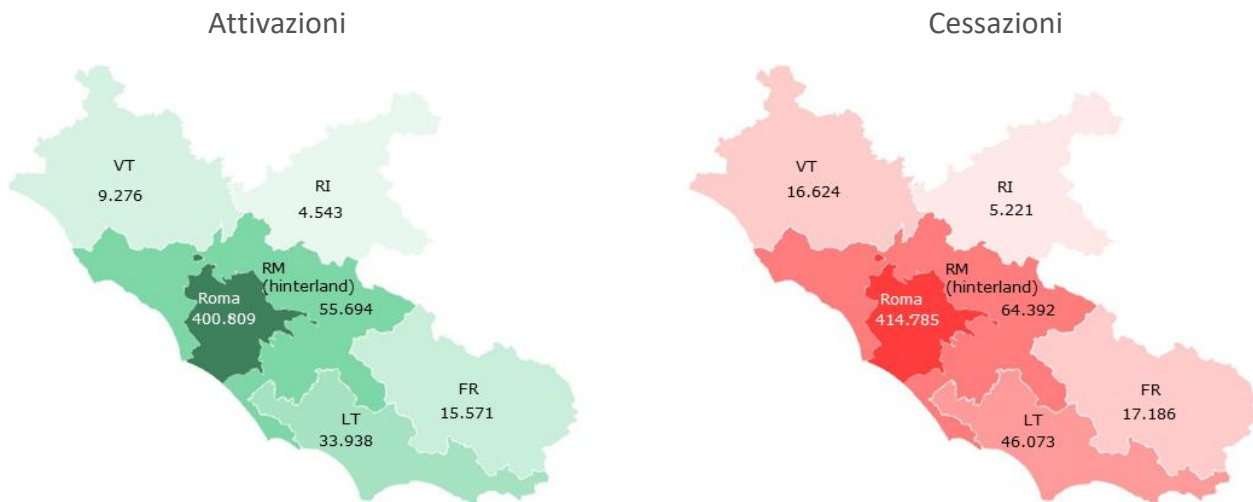 Attivazioni
VT
9.276
RI
4.543
RM
(hinterland)
55.694
Roma
400.809
FR
15.571
LT
33.938
Cessazioni
VT
16.624
RI
5.221
RM
(hinterland)
64.392
Roma
414.785
FR
17.186
LT
46.073